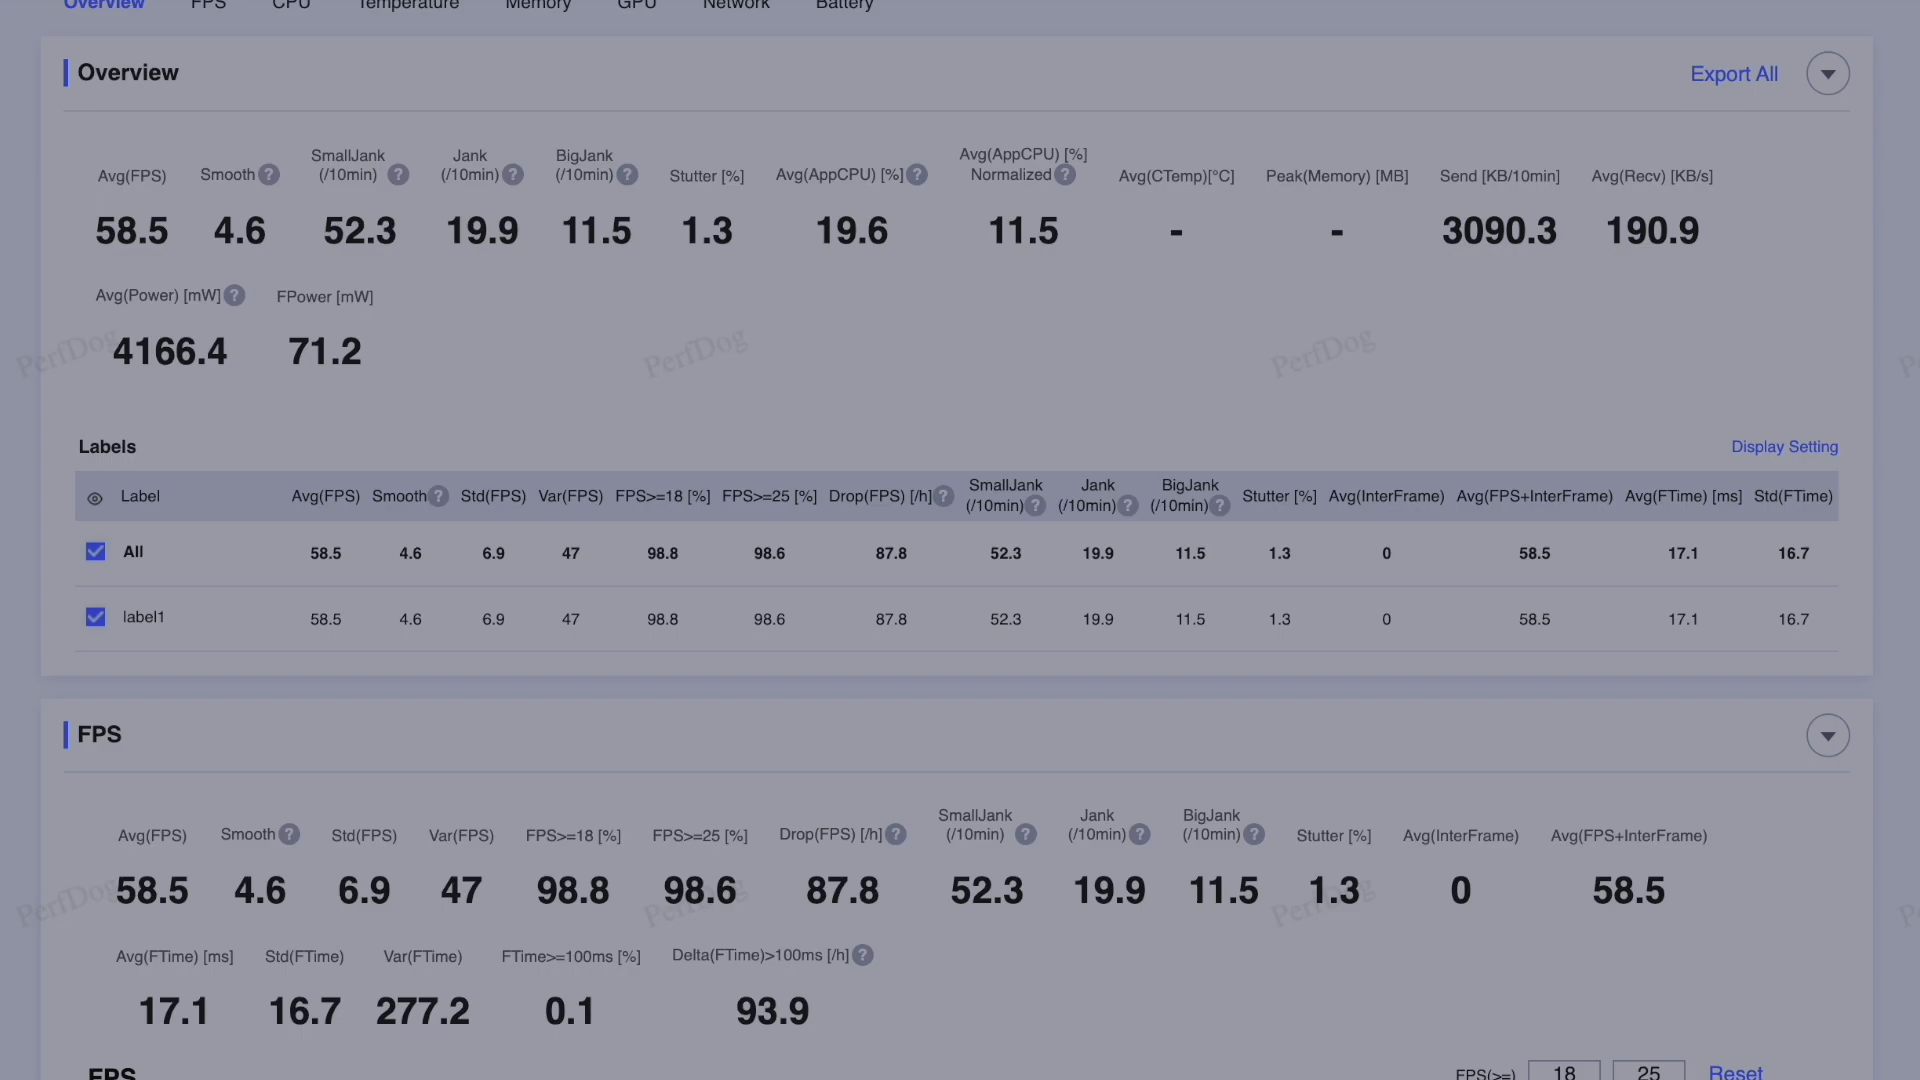 Overview FPS CPU Temperature Memory GPU Network Battery
Overview
Export All
Avg(FPS) Smooth ? SmallJank (/10min) ? Jank (/10min) ? BigJank (/10min) ? Stutter [%] Avg(AppCPU) [%] ? Avg(AppCPU) [%] Normalized ? Avg(CTemp)[°C] Peak(Memory) [MB] Send [KB/10min] Avg(Recv) [KB/s]
58.5 4.6 52.3 19.9 11.5 1.3 19.6 11.5 - - 3090.3 190.9
Avg(Power) [mW] ? FPower [mW]
4166.4 71.2
PerfDog PerfDog PerfDog
Labels
Display Setting
Label Avg(FPS) Smooth ? Std(FPS) Var(FPS) FPS>=18 [%] FPS>=25 [%] Drop(FPS) [/h] ? SmallJank (/10min) ? Jank (/10min) ? BigJank (/10min) ? Stutter [%] Avg(InterFrame) Avg(FPS+InterFrame) Avg(FTime) [ms] Std(FTime)
All 58.5 4.6 6.9 47 98.8 98.6 87.8 52.3 19.9 11.5 1.3 0 58.5 17.1 16.7
label1 58.5 4.6 6.9 47 98.8 98.6 87.8 52.3 19.9 11.5 1.3 0 58.5 17.1 16.7
FPS
Avg(FPS) Smooth ? Std(FPS) Var(FPS) FPS>=18 [%] FPS>=25 [%] Drop(FPS) [/h] ? SmallJank (/10min) ? Jank (/10min) ? BigJank (/10min) ? Stutter [%] Avg(InterFrame) Avg(FPS+InterFrame)
58.5 4.6 6.9 47 98.8 98.6 87.8 52.3 19.9 11.5 1.3 0 58.5
PerfDog PerfDog PerfDog
Avg(FTime) [ms] Std(FTime) Var(FTime) FTime>=100ms [%] Delta(FTime)>100ms [/h] ?
17.1 16.7 277.2 0.1 93.9
FPS
FPS(>=) 18 25 Reset